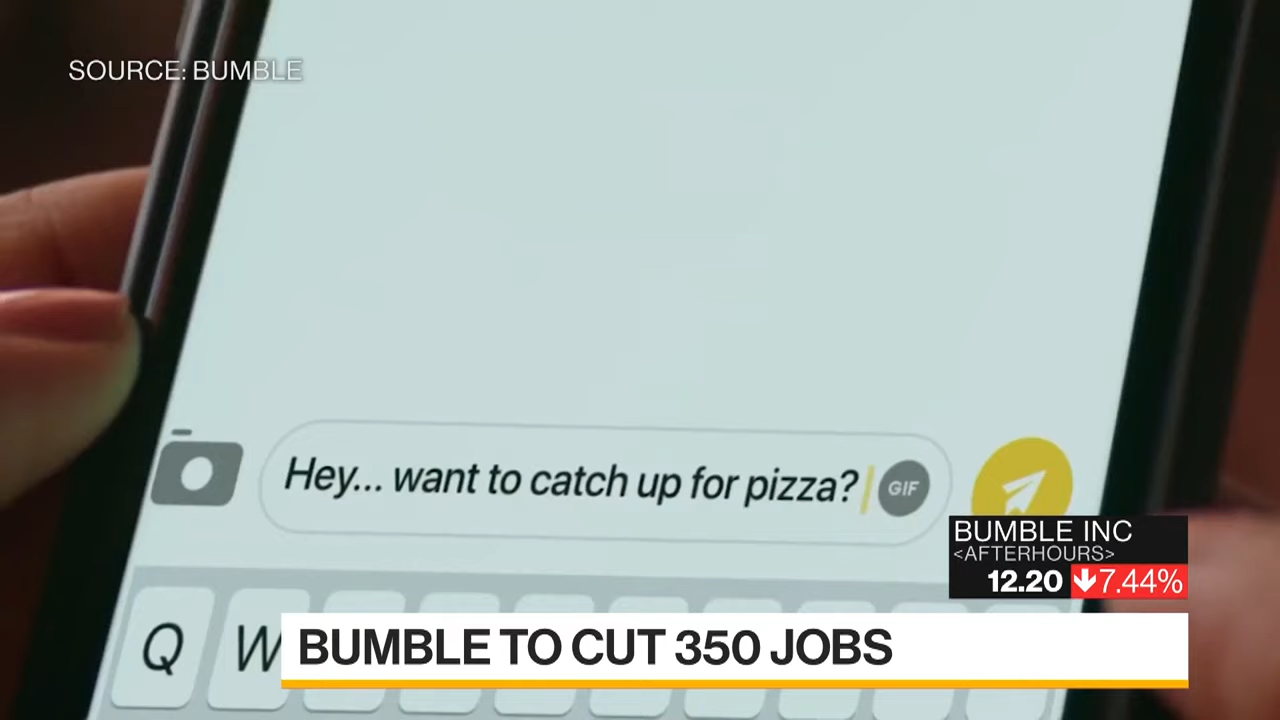 SOURCE: BUMBLE
Hey... want to catch up for pizza?
GIF
BUMBLE INC
<AFTERHOURS>
12.20 ↓7.44%
Q W
BUMBLE TO CUT 350 JOBS